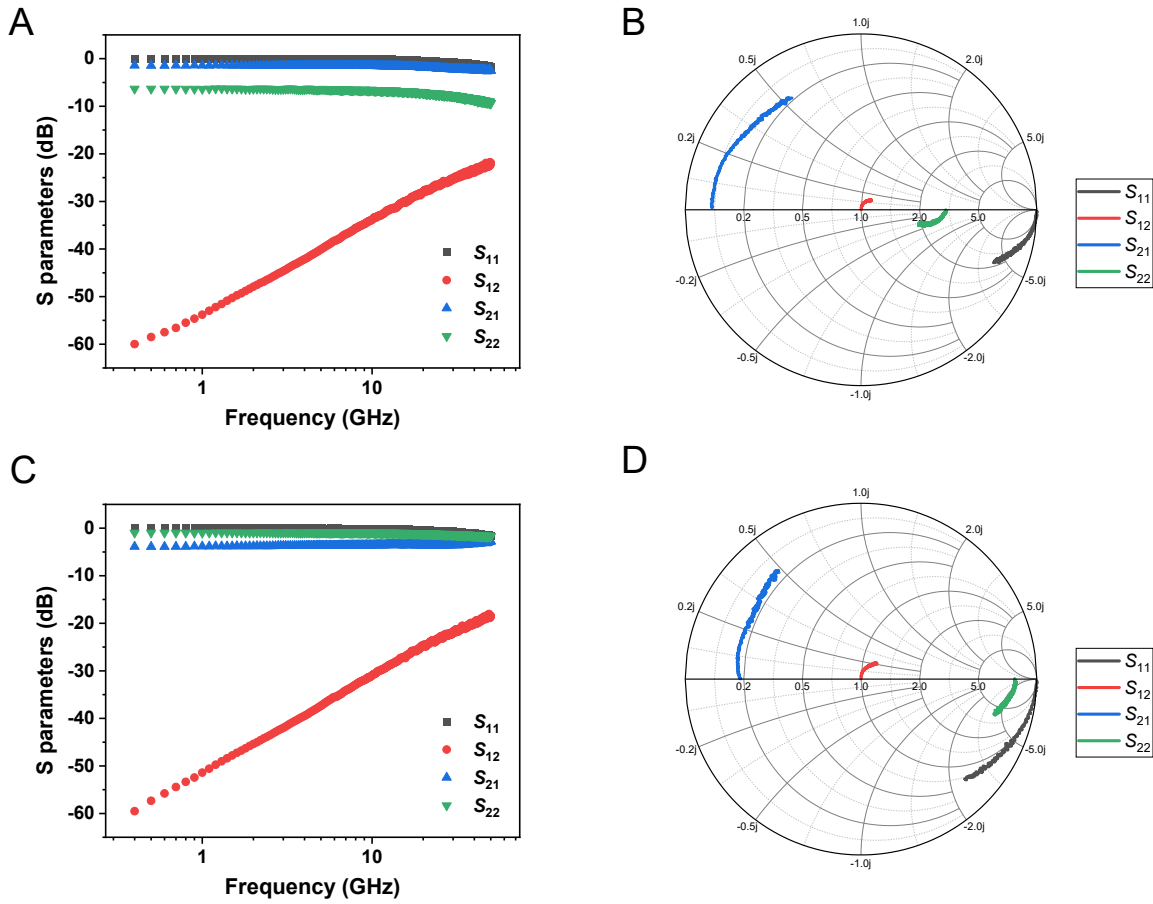 A
S parameters (dB)
0
-10
-20
-30
-40
-50
-60
S11
S12
S21
S22
1
10
Frequency (GHz)
B
1.0j
0.5j
2.0j
0.2j
5.0j
0.2
1.0
2.0
5.0
-0.2j
-5.0j
-0.5j
-2.0j
-1.0j
S11
S12
S21
S22
C
S parameters (dB)
0
-10
-20
-30
-40
-50
-60
S11
S12
S21
S22
1
10
Frequency (GHz)
D
1.0j
0.5j
2.0j
0.2j
5.0j
0.2
0.5
1.0
2.0
5.0
-0.2j
-5.0j
-0.5j
-2.0j
-1.0j
S11
S12
S21
S22